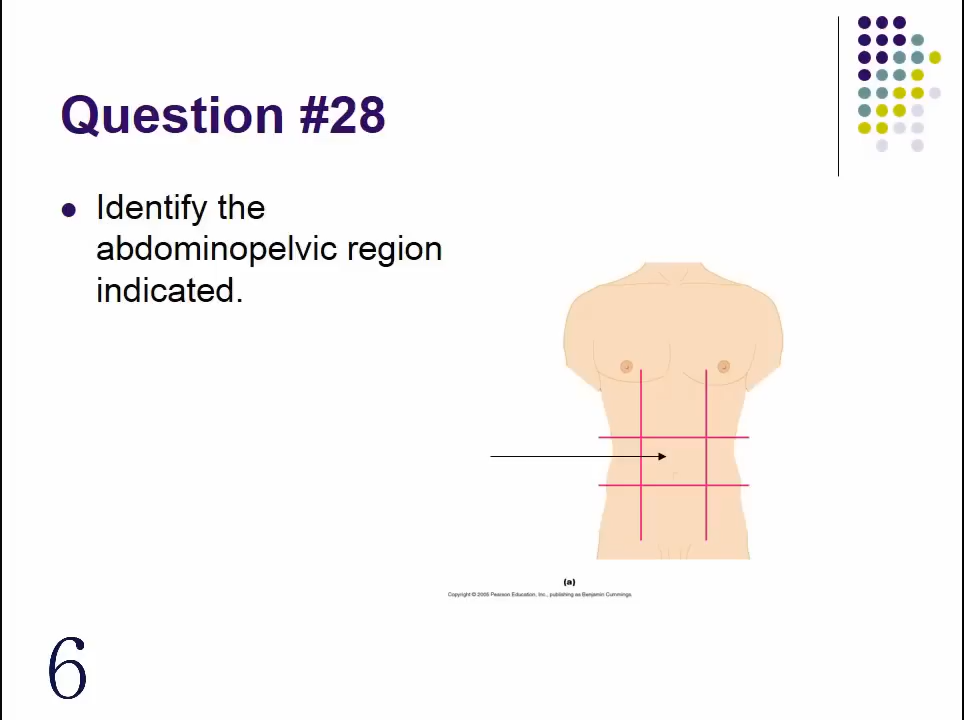 Question #28
Identify the
abdominopelvic region
indicated.
(a)
Copyright © 2006 Pearson Education, Inc., publishing as Benjamin Cummings.
6